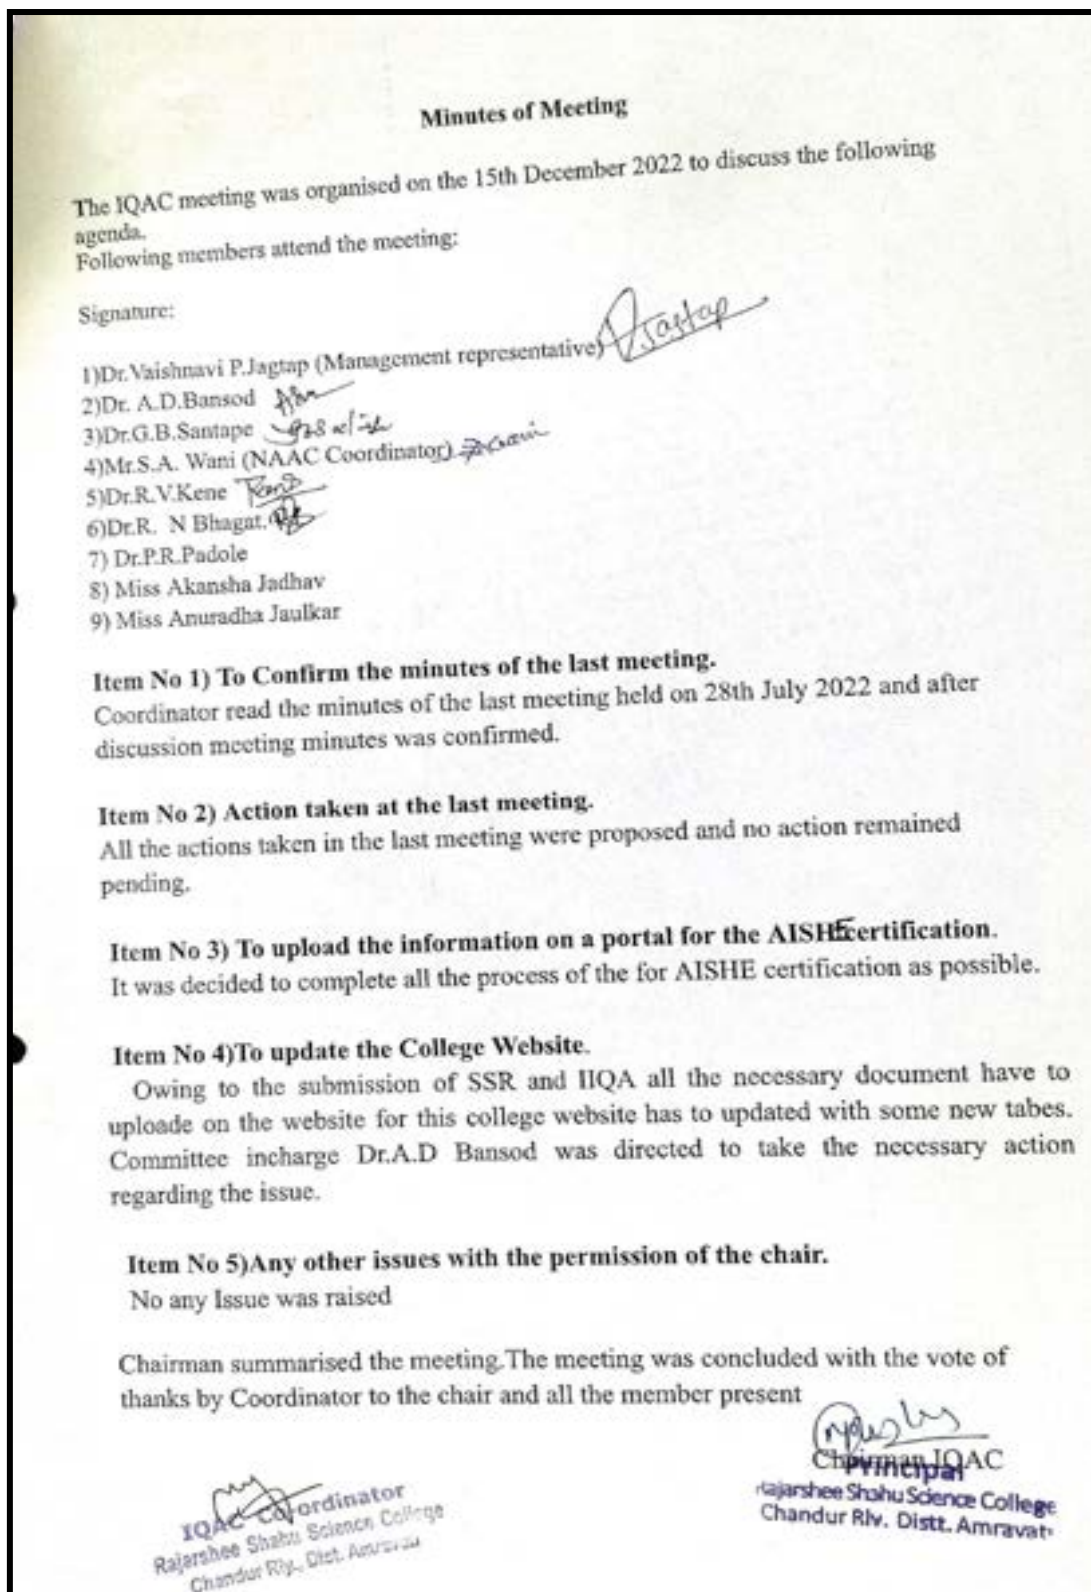 Minutes of Meeting
The IQAC meeting was organised on the 15th December 2022 to discuss the following
agenda.
Following members attend the meeting:
Signature:
1)Dr.Vaishnavi P.Jagtap (Management representative) Jagtap
2)Dr. A.D.Bansod
3)Dr.G.B.Santape
4)Mr.S.A. Wani (NAAC Coordinator)
5)Dr.R.V.Kene
6)Dr.R. N Bhagat.
7) Dr.P.R.Padole
8) Miss Akansha Jadhav
9) Miss Anuradha Jaulkar
Item No 1) To Confirm the minutes of the last meeting.
Coordinator read the minutes of the last meeting held on 28th July 2022 and after
discussion meeting minutes was confirmed.
Item No 2) Action taken at the last meeting.
All the actions taken in the last meeting were proposed and no action remained
pending.
Item No 3) To upload the information on a portal for the AISHE certification.
It was decided to complete all the process of the for AISHE certification as possible.
Item No 4)To update the College Website.
Owing to the submission of SSR and IIQA all the necessary document have to
uploade on the website for this college website has to updated with some new tabes.
Committee incharge Dr.A.D Bansod was directed to take the necessary action
regarding the issue.
Item No 5)Any other issues with the permission of the chair.
No any Issue was raised
Chairman summarised the meeting.The meeting was concluded with the vote of
thanks by Coordinator to the chair and all the member present
Chairman IQAC
Principal
Rajarshee Shahu Science College
Chandur Rlv. Distt. Amravati
IQAC Co-ordinator
Rajarshee Shahu Science College
Chandur Rly., Dist. Amravati